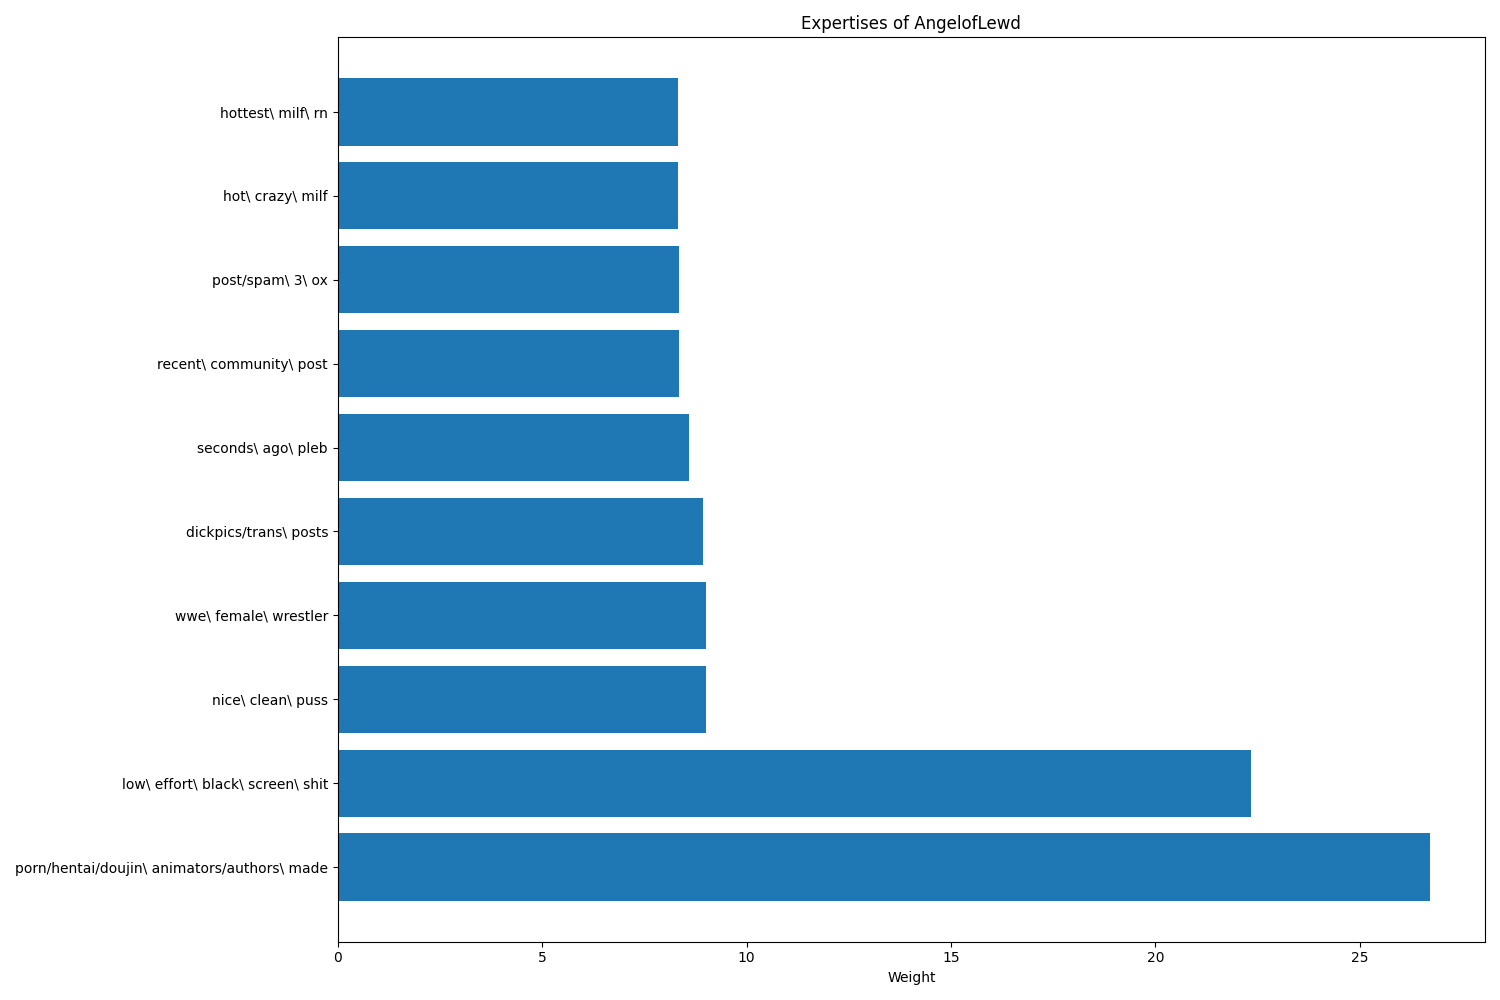 Expertises of AngelofLewd
hottest\ milf\ rn
hot\ crazy\ milf
post/spam\ 3\ ox
recent\ community\ post
seconds\ ago\ pleb
dickpics/trans\ posts
wwe\ female\ wrestler
nice\ clean\ puss
low\ effort\ black\ screen\ shit
porn/hentai/doujin\ animators/authors\ made
0 5 10 15 20 25
Weight